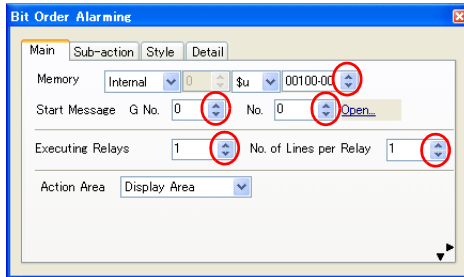 Bit Order Alarming
Main Sub-action Style Detail
Memory Internal 0 $u 00100-00
Start Message G No. 0 No. 0 Open...
Executing Relays 1 No. of Lines per Relay 1
Action Area Display Area